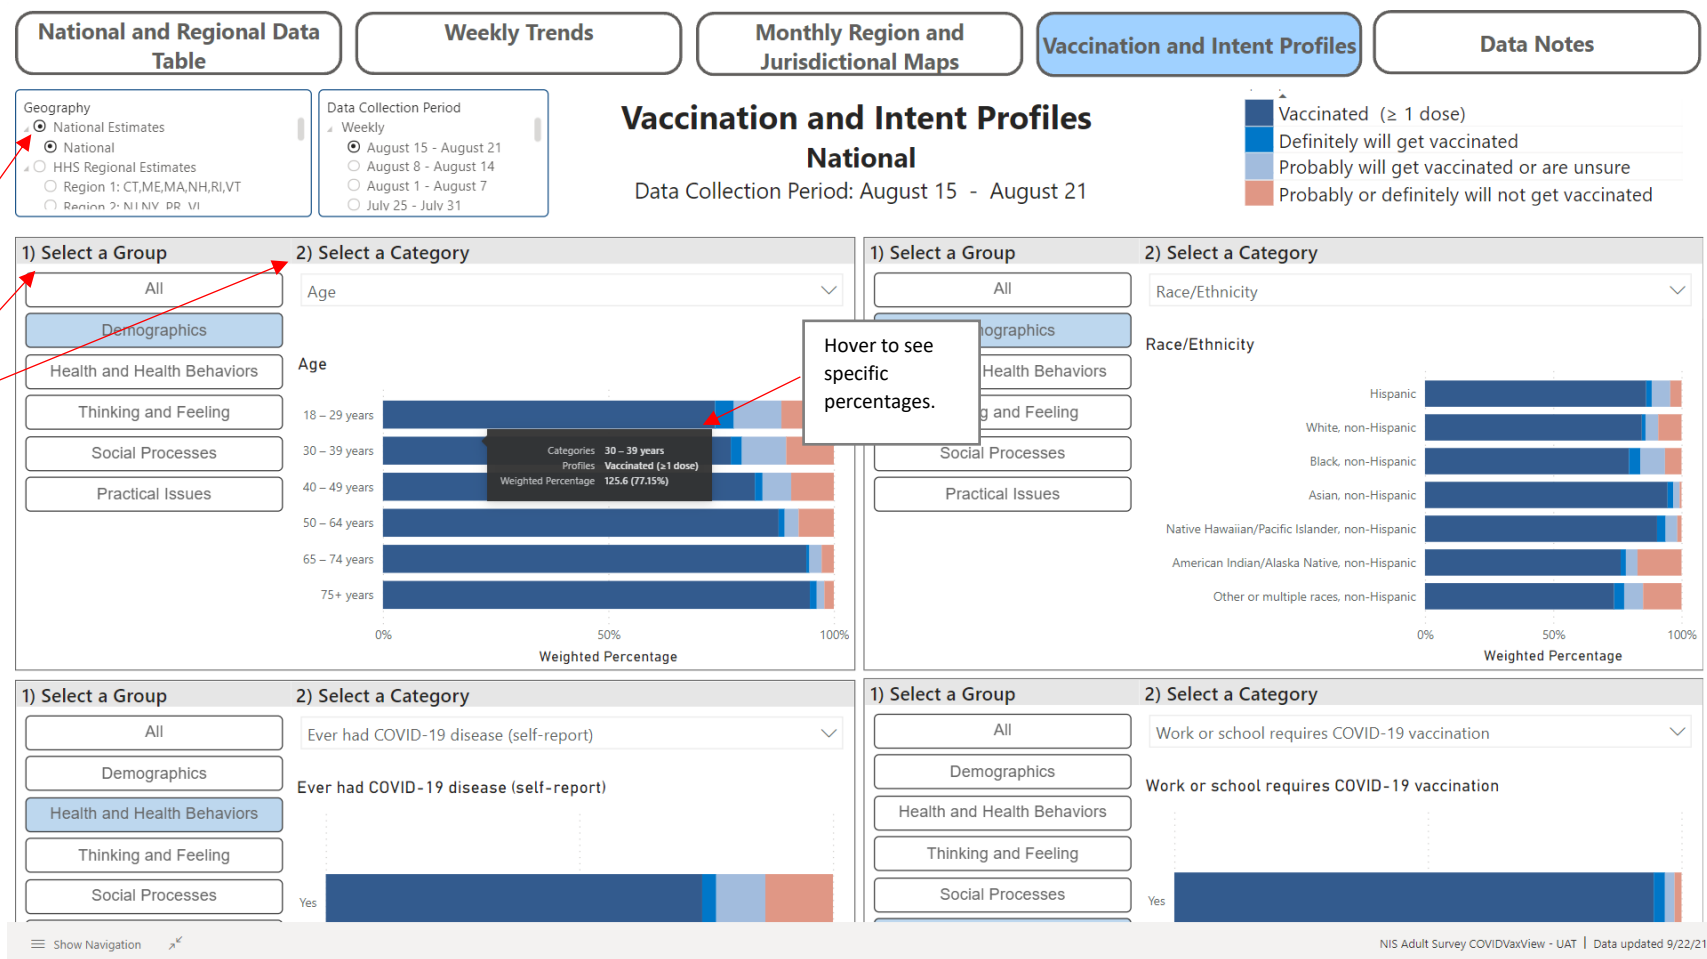 National and Regional Data
Table
Weekly Trends
Monthly Region and
Jurisdictional Maps
Vaccination and Intent Profiles
Data Notes
Geography
National Estimates
National
HHS Regional Estimates
Region 1: CT,ME,MA,NH,RI,VT
Region 2: NJ,NY, PR, VI
Data Collection Period
Weekly
August 15 - August 21
August 8 - August 14
August 1 - August 7
July 25 - July 31
Vaccination and Intent Profiles
National
Data Collection Period: August 15 - August 21
Vaccinated (≥ 1 dose)
Definitely will get vaccinated
Probably will get vaccinated or are unsure
Probably or definitely will not get vaccinated
1) Select a Group
2) Select a Category
All
Demographics
Health and Health Behaviors
Thinking and Feeling
Social Processes
Practical Issues
Age
Age
18 – 29 years
30 – 39 years
40 – 49 years
50 – 64 years
65 – 74 years
75+ years
Categories 30 – 39 years
Profiles Vaccinated (≥1 dose)
Weighted Percentage 125.6 (77.15%)
0%
50%
100%
Weighted Percentage
Hover to see
specific
percentages.
1) Select a Group
2) Select a Category
All
ographics
Health Behaviors
g and Feeling
Social Processes
Practical Issues
Race/Ethnicity
Race/Ethnicity
Hispanic
White, non-Hispanic
Black, non-Hispanic
Asian, non-Hispanic
Native Hawaiian/Pacific Islander, non-Hispanic
American Indian/Alaska Native, non-Hispanic
Other or multiple races, non-Hispanic
0%
50%
100%
Weighted Percentage
1) Select a Group
2) Select a Category
All
Demographics
Health and Health Behaviors
Thinking and Feeling
Social Processes
Ever had COVID-19 disease (self-report)
Ever had COVID-19 disease (self-report)
Yes
1) Select a Group
2) Select a Category
All
Demographics
Health and Health Behaviors
Thinking and Feeling
Social Processes
Work or school requires COVID-19 vaccination
Work or school requires COVID-19 vaccination
Yes
Show Navigation
NIS Adult Survey COVIDVaxView - UAT | Data updated 9/22/21